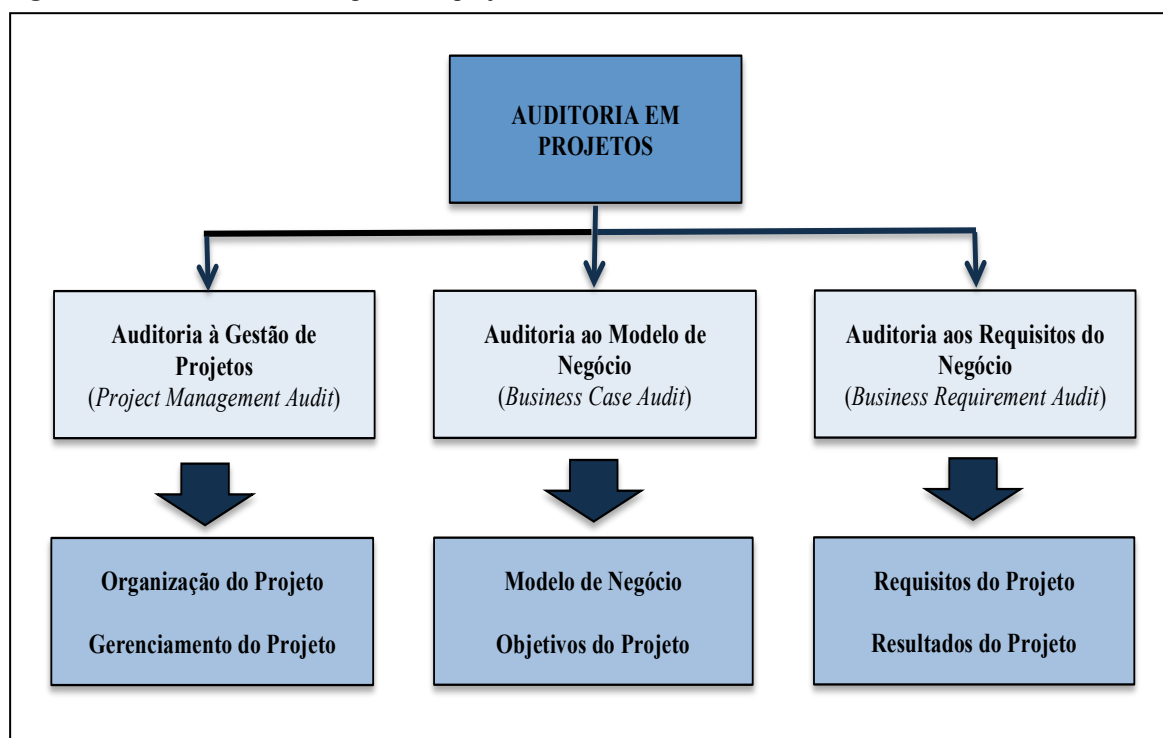 AUDITORIA EM
PROJETOS
Auditoria à Gestão de
Projetos
(Project Management Audit)
Auditoria ao Modelo de
Negócio
(Business Case Audit)
Auditoria aos Requisitos do
Negócio
(Business Requirement Audit)
Organização do Projeto
Gerenciamento do Projeto
Modelo de Negócio
Objetivos do Projeto
Requisitos do Projeto
Resultados do Projeto